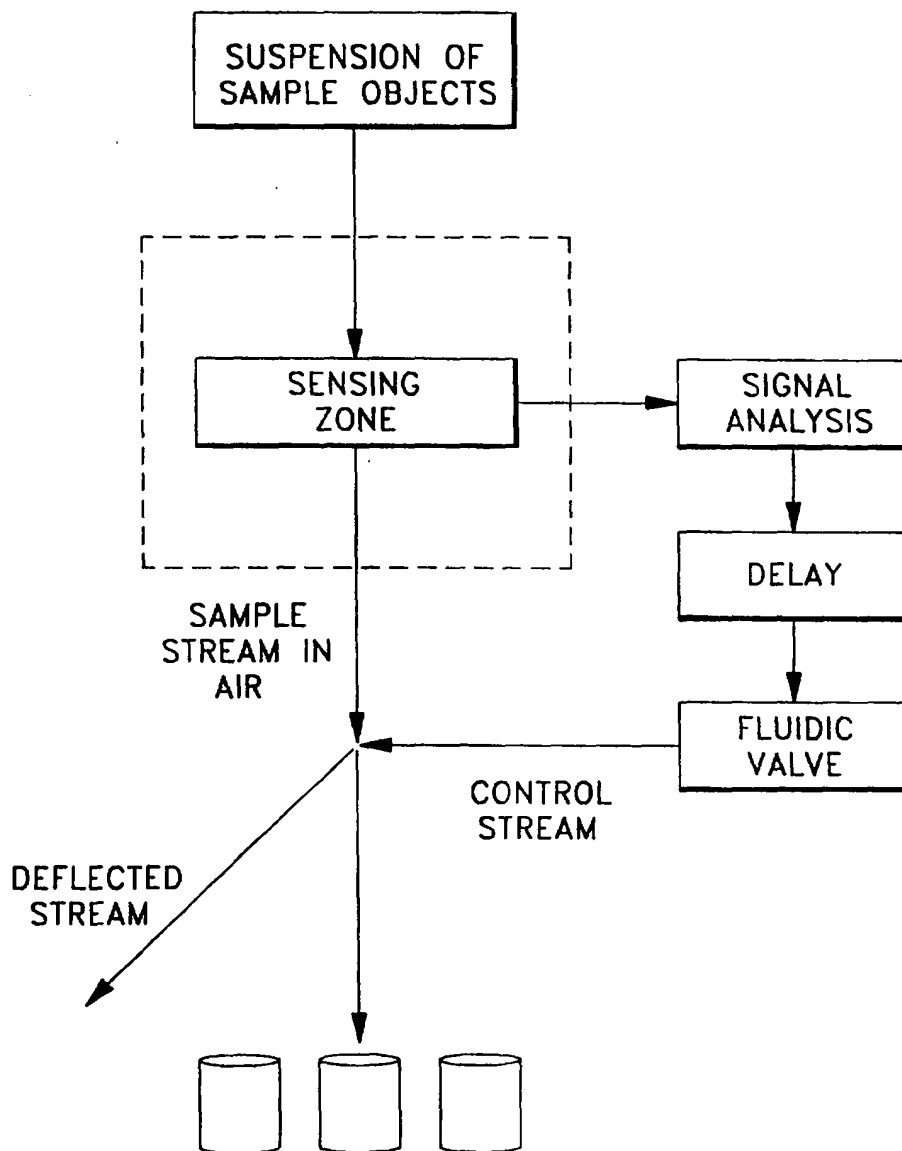 SUSPENSION OF
SAMPLE OBJECTS
SENSING
ZONE
SIGNAL
ANALYSIS
DELAY
SAMPLE
STREAM IN
AIR
FLUIDIC
VALVE
CONTROL
STREAM
DEFLECTED
STREAM